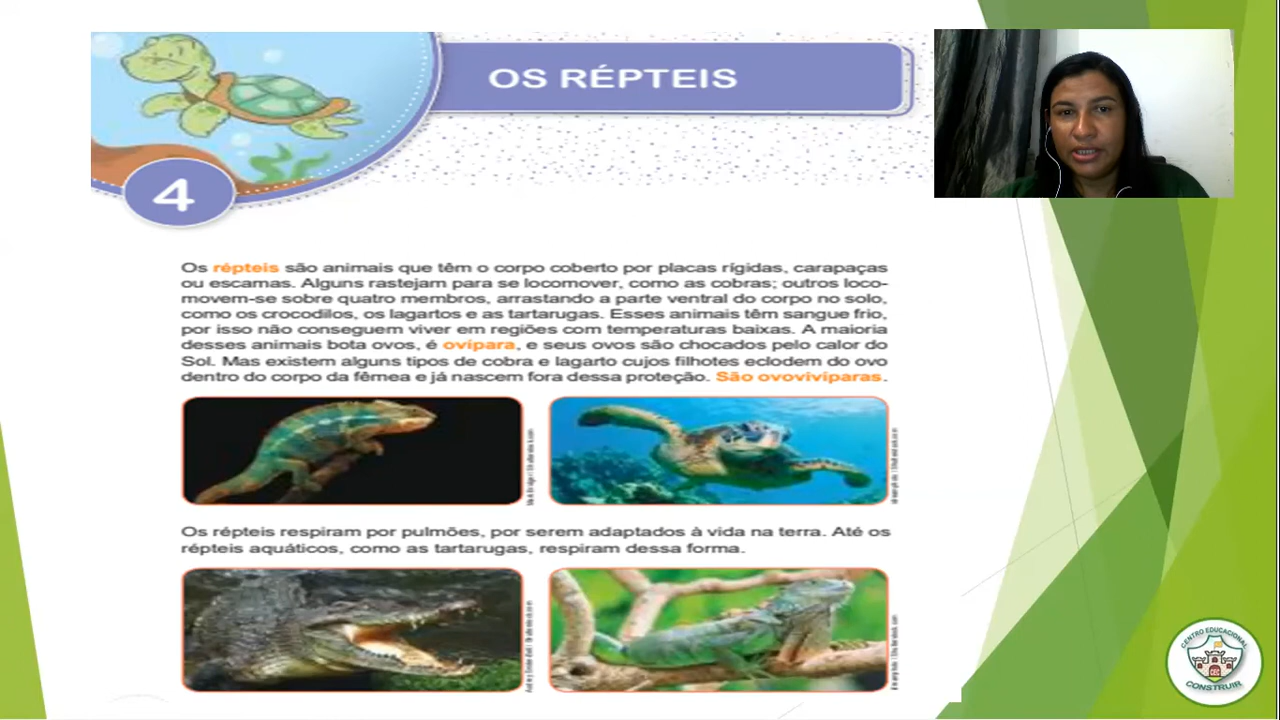 OS RÉPTEIS
4
Os répteis são animais que têm o corpo coberto por placas rígidas, carapaças
ou escamas. Alguns rastejam para se locomover, como as cobras; outros loco-
movem-se sobre quatro membros, arrastando a parte ventral do corpo no solo,
como os crocodilos, os lagartos e as tartarugas. Esses animais têm sangue frio,
por isso não conseguem viver em regiões com temperaturas baixas. A maioria
desses animais bota ovos, é ovípara, e seus ovos são chocados pelo calor do
Sol. Mas existem alguns tipos de cobra e lagarto cujos filhotes eclodem do ovo
dentro do corpo da fêmea e já nascem fora dessa proteção. São ovovivíparas.
Os répteis respiram por pulmões, por serem adaptados à vida na terra. Até os
répteis aquáticos, como as tartarugas, respiram dessa forma.
CENTRO EDUCACIONAL
CEC
CONSTRUIR